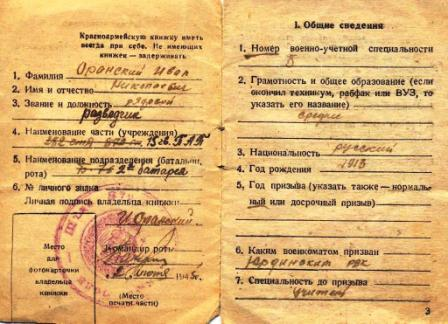 Красноармейскую книжку иметь
всегда при себе. Не имеющих
книжек — задерживать
1. Фамилия Оранский Иван
2. Имя и отчество Николаевич
3. Звание и должность рядовой
разведчик
4. Наименование части (учреждения)
5. Наименование подразделения (батальон,
рота) 2ая батарея
6. № личного знака
Личная подпись владельца книжки
Место
для
фотокарточки
владельца
книжки
Командир роты
1945г.
(Место
печати части)
I. Общие сведения
1. Номер военно-учетной специальности
2. Грамотность и общее образование (если
окончил техникум, рабфак или ВУЗ, то
указать его название)
среднее
3. Национальность русский
4. Год рождения 1913
5. Год призыва (указать также — нормаль-
ный или досрочный призыв)
6. Каким военкоматом призван
РВК
7. Специальность до призыва
учитель
3